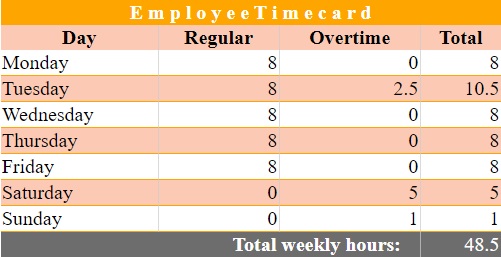 EmployeeTimecard
Day Regular Overtime Total
Monday 8 0 8
Tuesday 8 2.5 10.5
Wednesday 8 0 8
Thursday 8 0 8
Friday 8 0 8
Saturday 0 5 5
Sunday 0 1 1
Total weekly hours: 48.5